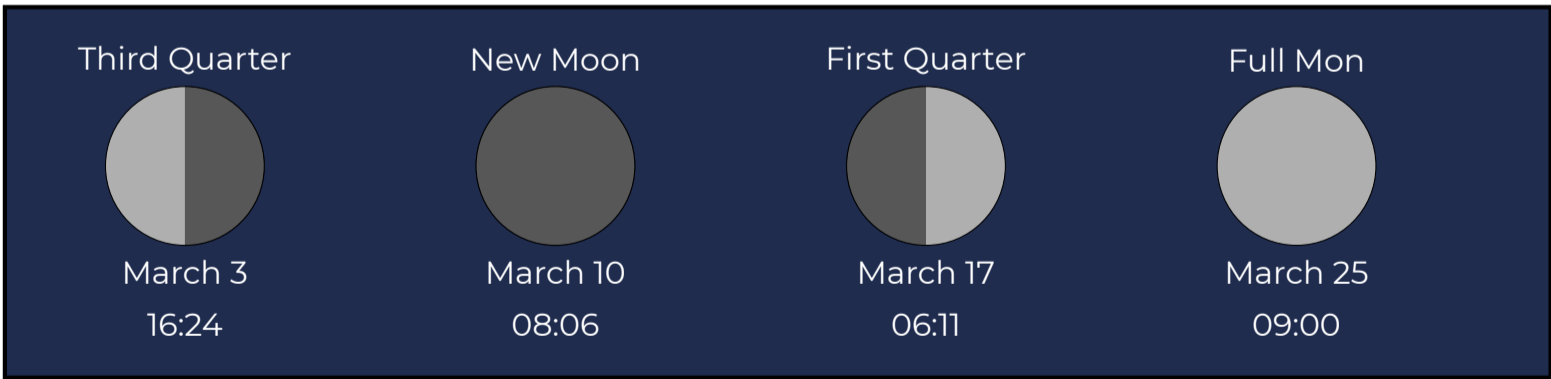 Third Quarter
New Moon
First Quarter
Full Mon
March 3
March 10
March 17
March 25
16:24
08:06
06:11
09:00